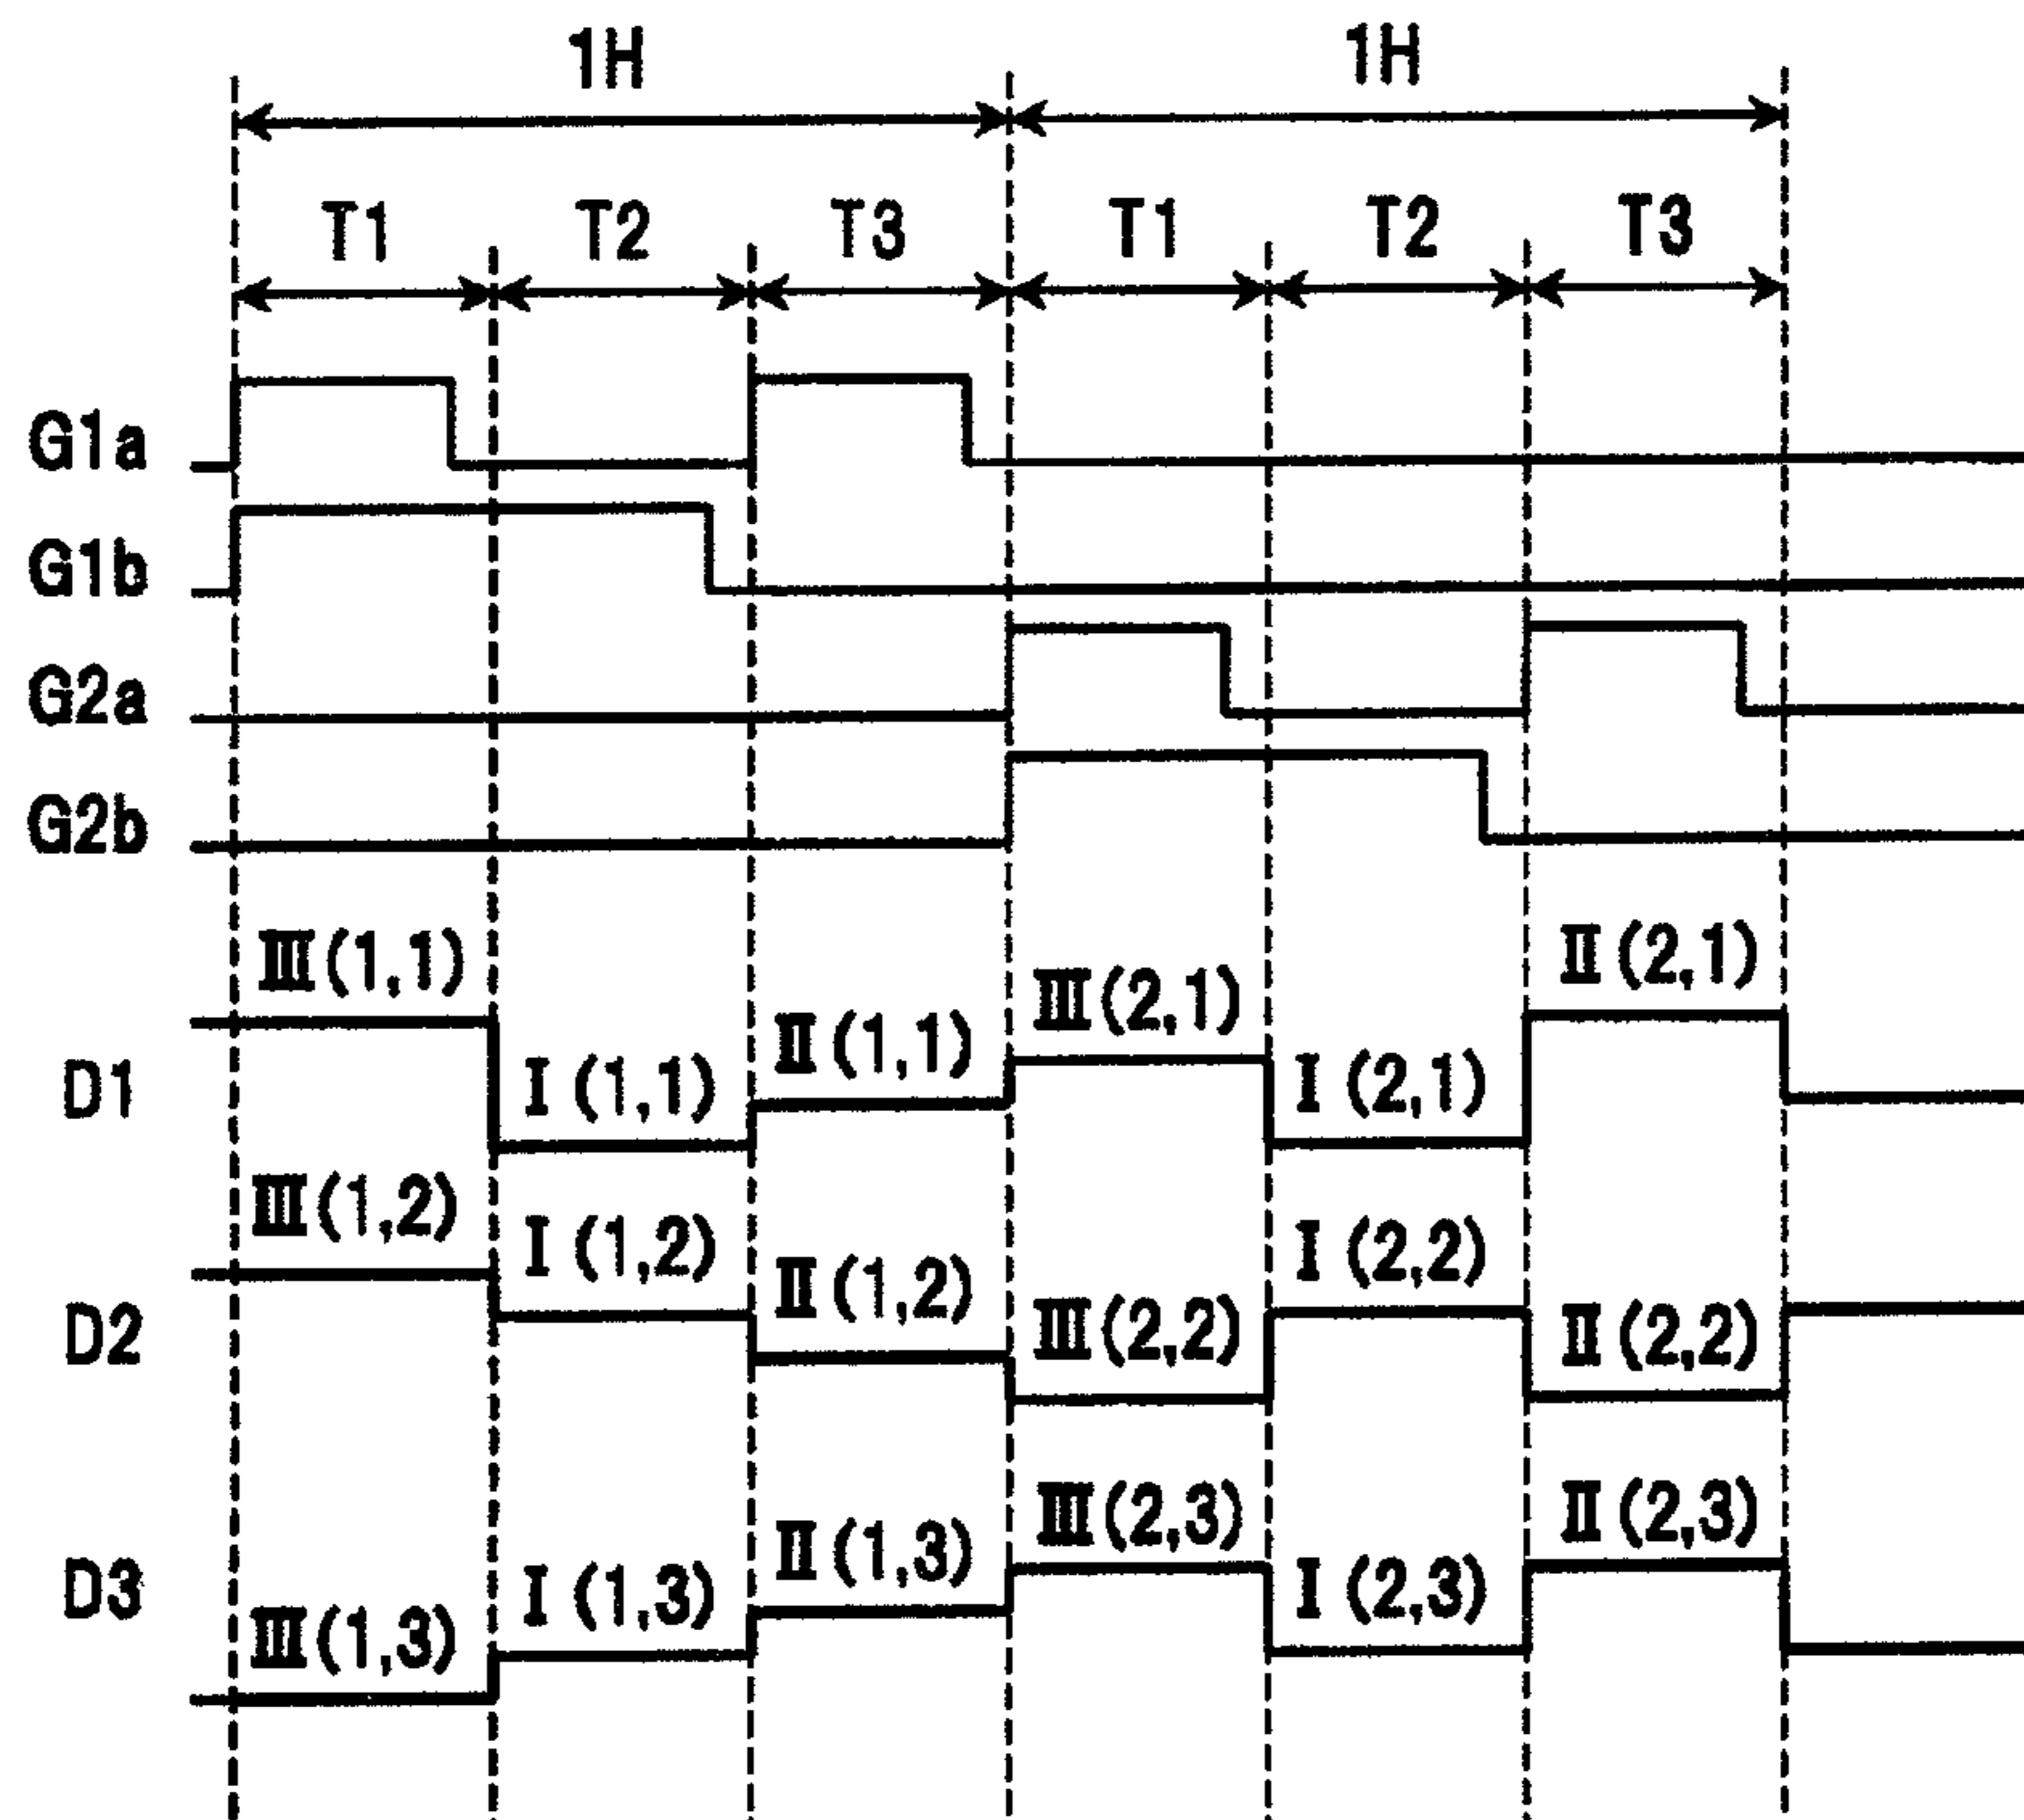 1H 1H
T1 T2 T3 T1 T2 T3
G1a
G1b
G2a
G2b
III(1,1) II(2,1)
III(2,1)
II(1,1)
D1 I(1,1) I(2,1)
III(1,2) I(1,2) I(2,2)
II(1,2)
D2 III(2,2) II(2,2)
III(2,3) II(2,3)
II(1,3)
D3 I(1,3) I(2,3)
III(1,3)